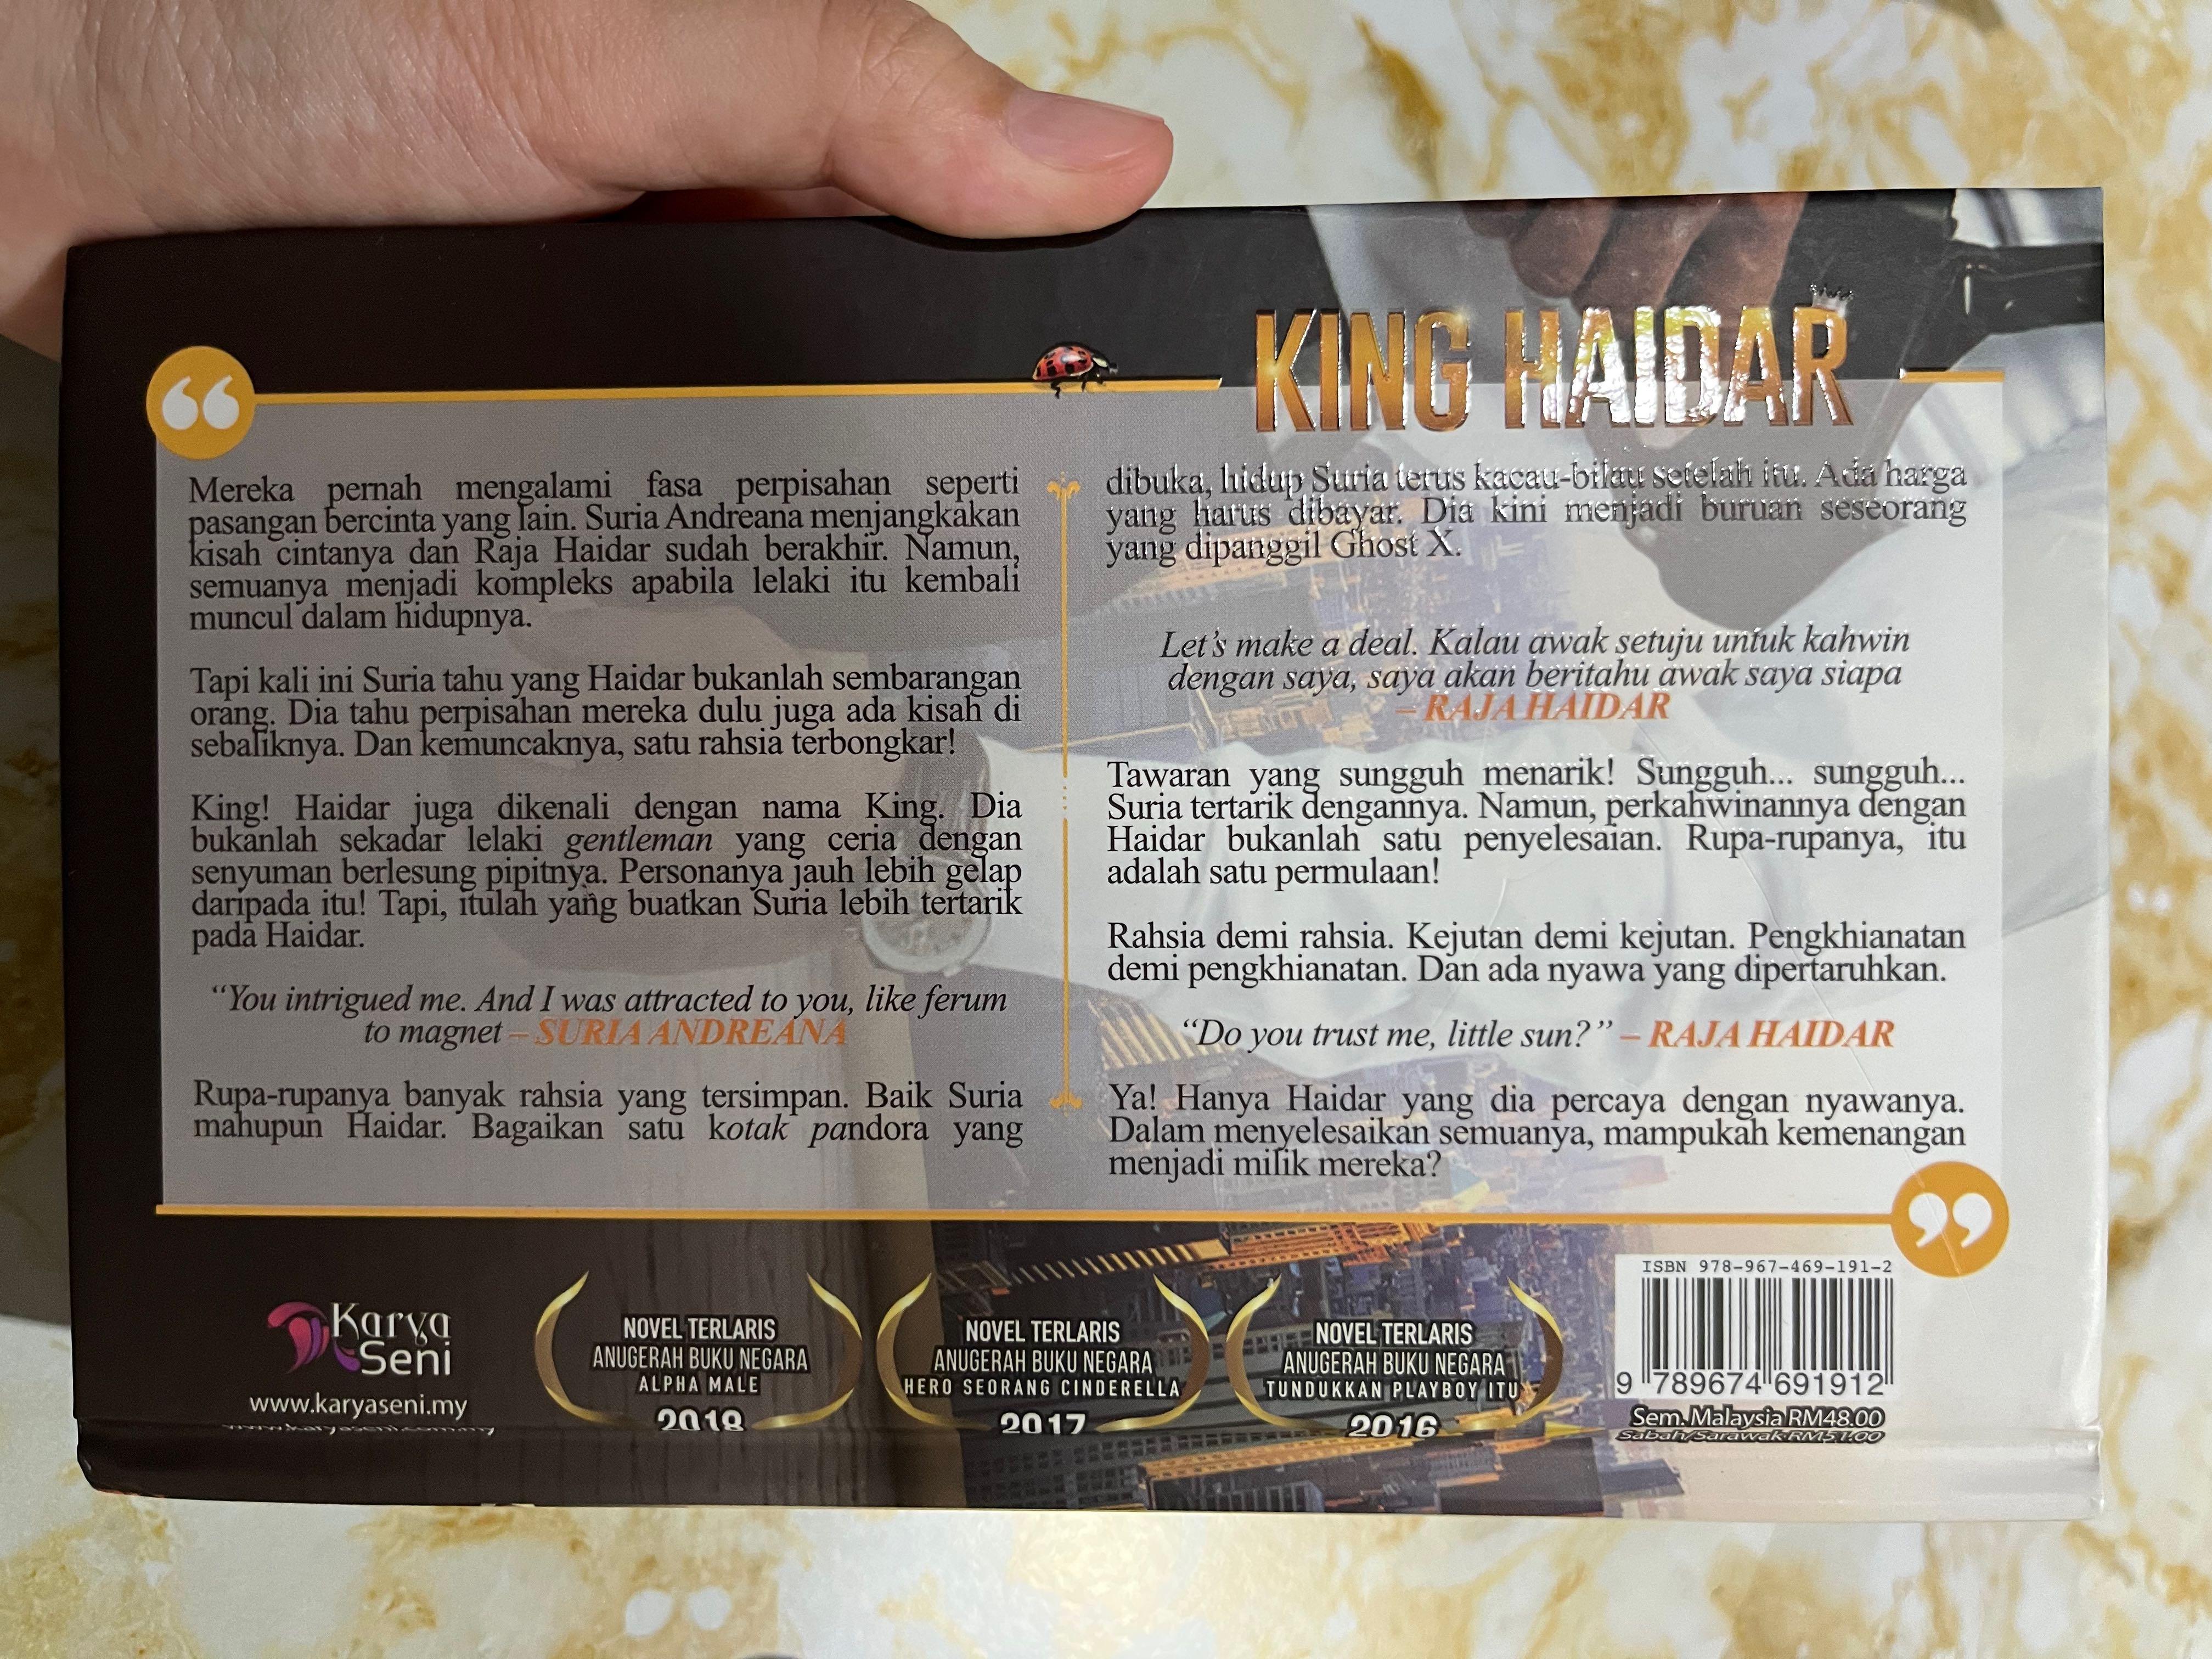 KING HAIDAR
Mereka pernah mengalami fasa perpisahan seperti
pasangan bercinta yang lain. Suria Andreana menjangkakan
kisah cintanya dan Raja Haidar sudah berakhir. Namun,
semuanya menjadi kompleks apabila lelaki itu kembali
muncul dalam hidupnya.
Tapi kali ini Suria tahu yang Haidar bukanlah sembarangan
orang. Dia tahu perpisahan mereka dulu juga ada kisah di
sebaliknya. Dan kemuncaknya, satu rahsia terbongkar!
King! Haidar juga dikenali dengan nama King. Dia
bukanlah sekadar lelaki gentleman yang ceria dengan
senyuman berlesung pipitnya. Personanya jauh lebih gelap
daripada itu! Tapi, itulah yang buatkan Suria lebih tertarik
pada Haidar.
“You intrigued me. And I was attracted to you, like ferum
to magnet – SURIA ANDREANA
Rupa-rupanya banyak rahsia yang tersimpan. Baik Suria
mahupun Haidar. Bagaikan satu kotak pandora yang
dibuka, hidup Suria terus kacau-bilau setelah itu. Ada harga
yang harus dibayar. Dia kini menjadi buruan seseorang
yang dipanggil Ghost X.
Let’s make a deal. Kalau awak setuju untuk kahwin
dengan saya, saya akan beritahu awak saya siapa
– RAJA HAIDAR
Tawaran yang sungguh menarik! Sungguh... sungguh...
Suria tertarik dengannya. Namun, perkahwinannya dengan
Haidar bukanlah satu penyelesaian. Rupa-rupanya, itu
adalah satu permulaan!
Rahsia demi rahsia. Kejutan demi kejutan. Pengkhianatan
demi pengkhianatan. Dan ada nyawa yang dipertaruhkan.
“Do you trust me, little sun?” – RAJA HAIDAR
Ya! Hanya Haidar yang dia percaya dengan nyawanya.
Dalam menyelesaikan semuanya, mampukah kemenangan
menjadi milik mereka?
Karya
Seni
www.karyaseni.my
www.karyaseni.com.my
NOVEL TERLARIS
ANUGERAH BUKU NEGARA
ALPHA MALE
2018
NOVEL TERLARIS
ANUGERAH BUKU NEGARA
HERO SEORANG CINDERELLA
2017
NOVEL TERLARIS
ANUGERAH BUKU NEGARA
TUNDUKKAN PLAYBOY ITU
2016
ISBN 978-967-469-191-2
9 789674 691912
Sem. Malaysia RM48.00
Sabah/Sarawak RM51.00